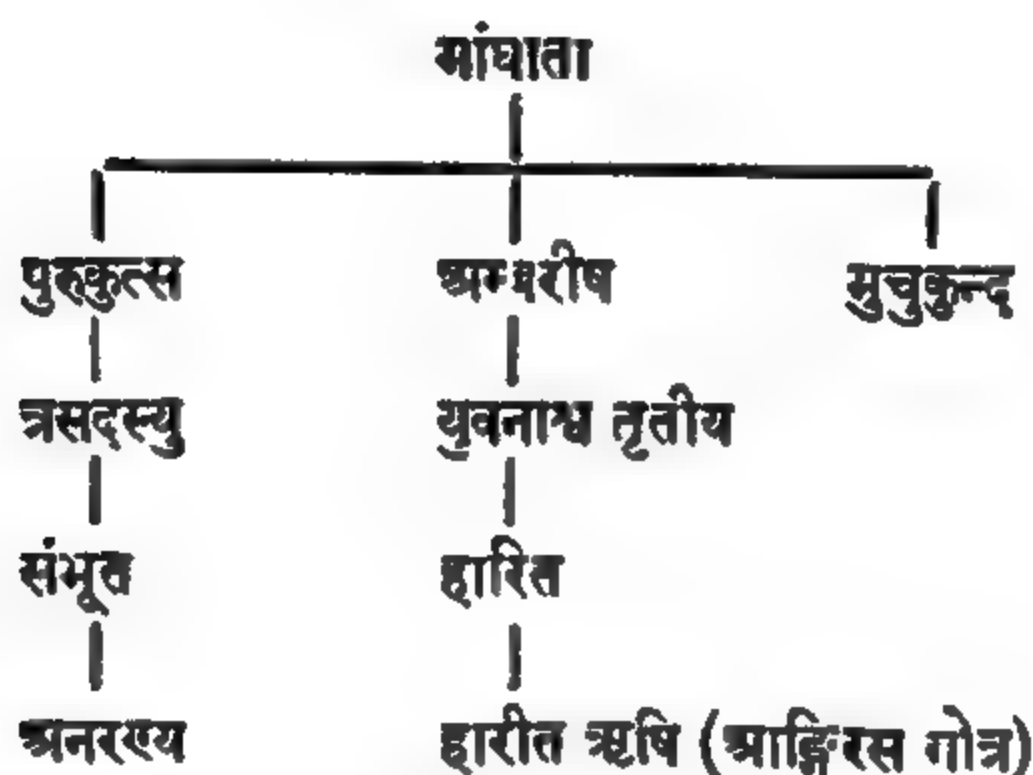 मांधाता
पुरुकुत्स अम्बरीष मुचुकुन्द
त्रसदस्यु युवनाश्व तृतीय
संभूत हारित
अनरण्य हारीत ऋषि (आङ्गिरस गोत्र)